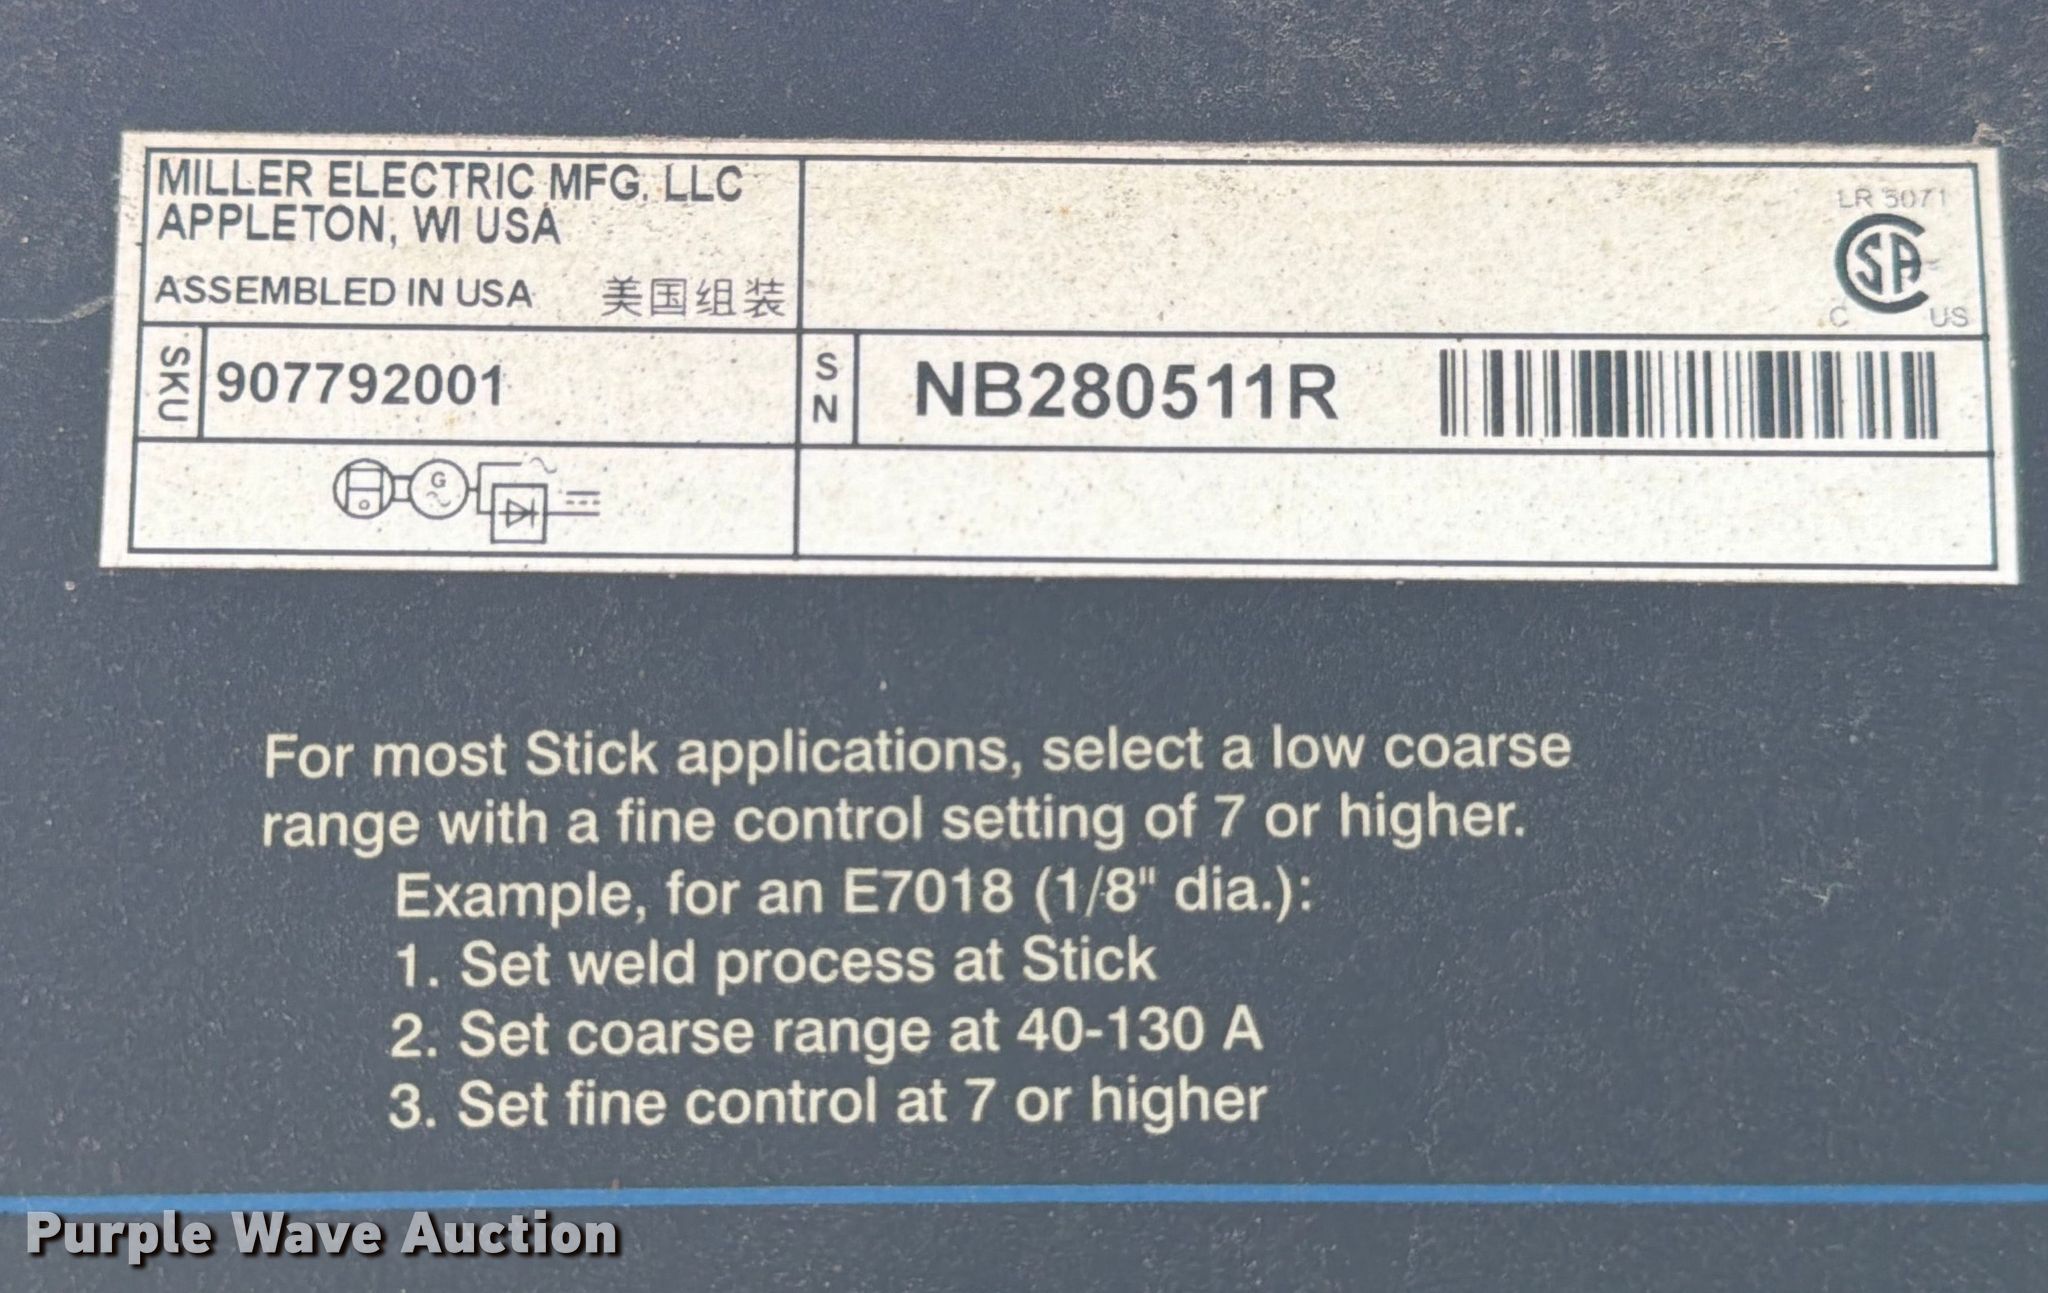 MILLER ELECTRIC MFG. LLC
APPLETON, WI USA
ASSEMBLED IN USA 美国组装
LR 5071
CSA
C US
SKU 907792001
SN NB280511R
G
For most Stick applications, select a low coarse
range with a fine control setting of 7 or higher.
Example, for an E7018 (1/8" dia.):
1. Set weld process at Stick
2. Set coarse range at 40-130 A
3. Set fine control at 7 or higher
Purple Wave Auction